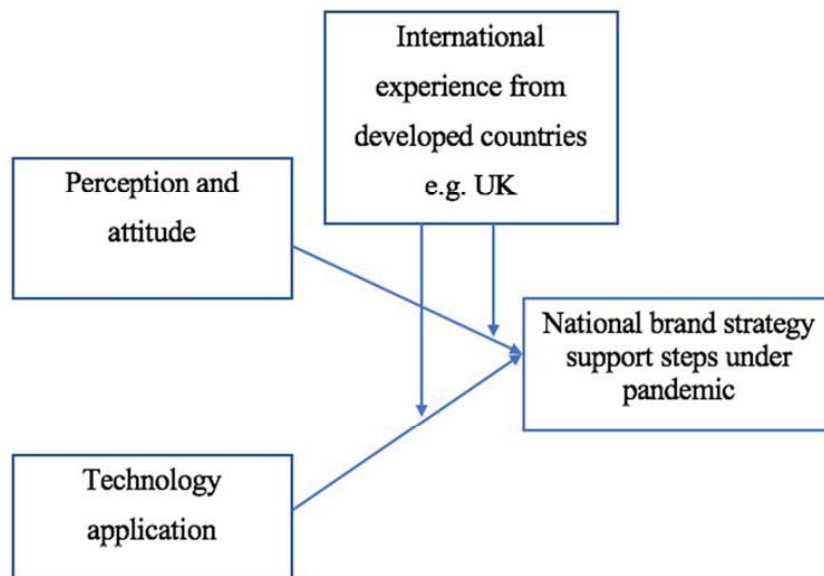 International
experience from
developed countries
e.g. UK
Perception and
attitude
National brand strategy
support steps under
pandemic
Technology
application